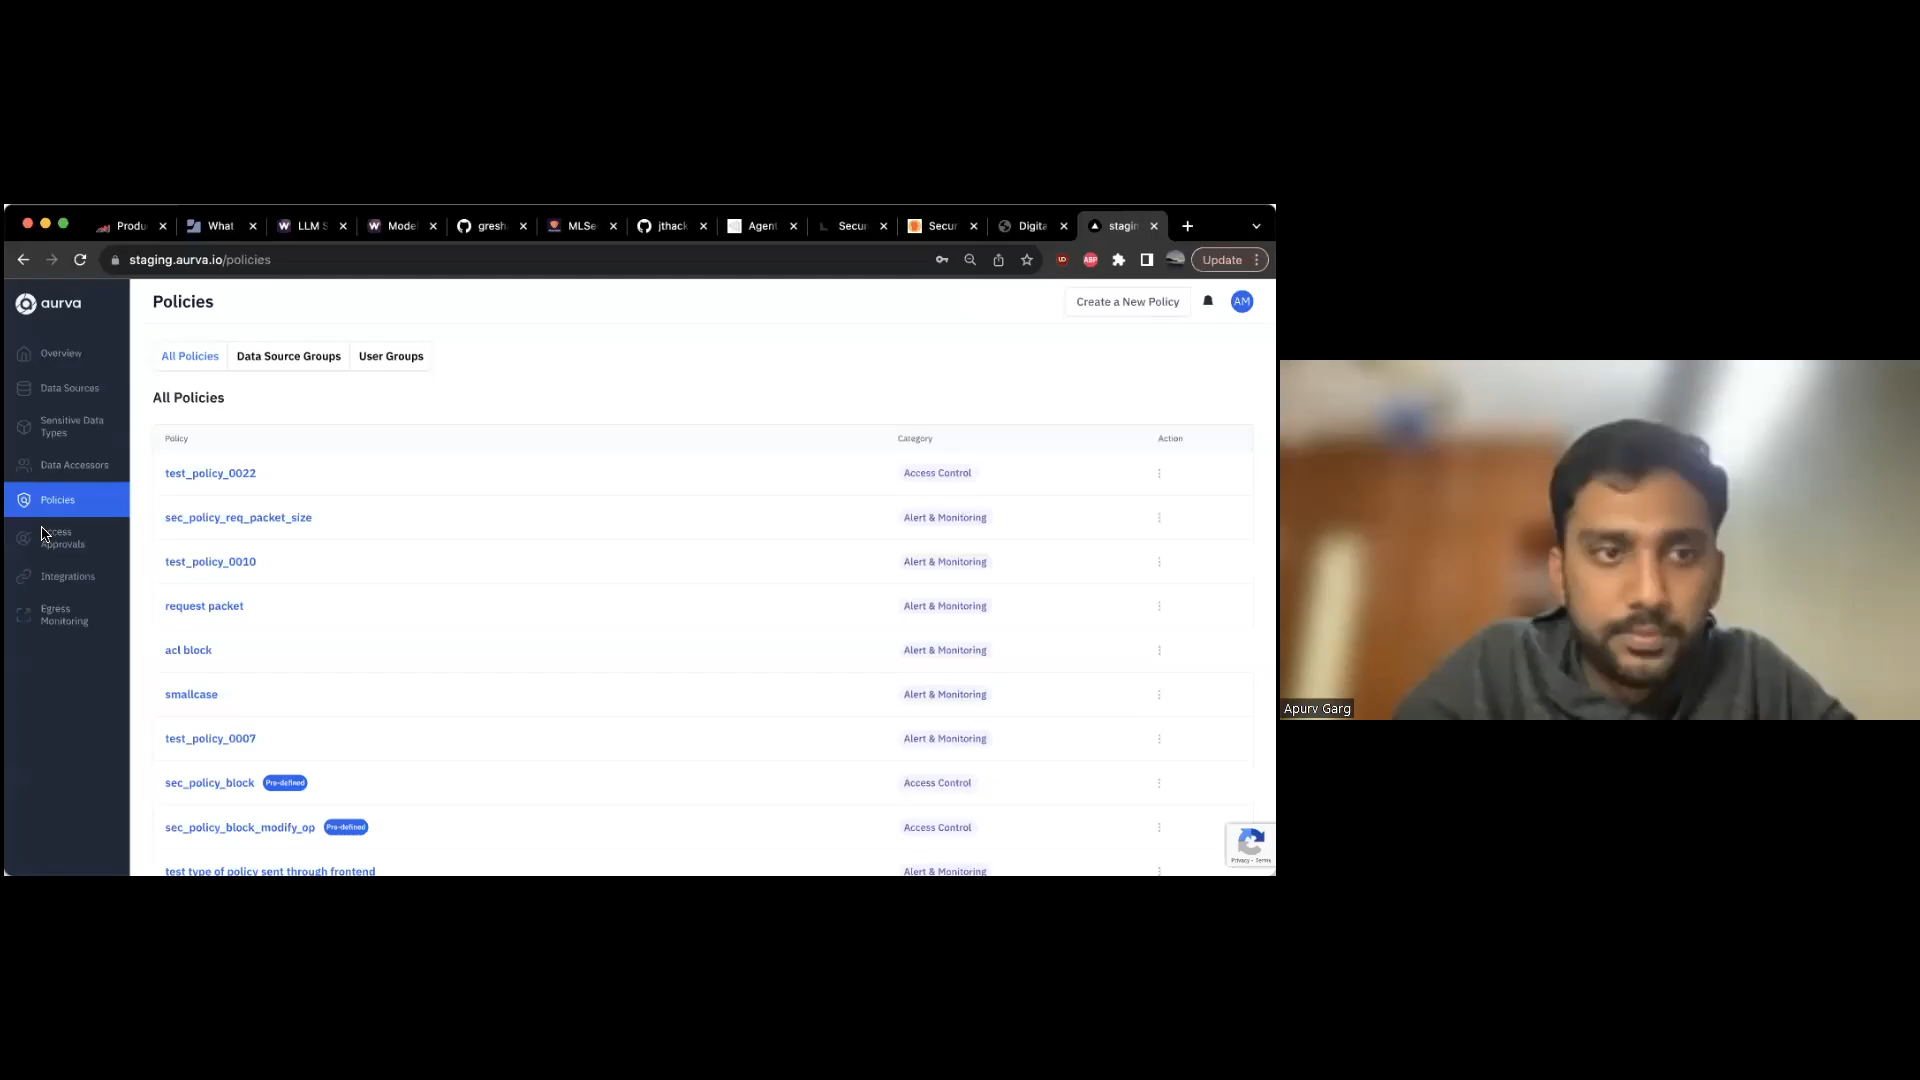 Produ
What
LLM S
Mode
gresh
MLSe
jthack
Agent
Secur
Secur
Digita
stagin
staging.aurva.io/policies
Update
aurva
Overview
Data Sources
Sensitive Data
Types
Data Accessors
Policies
Access
Approvals
Integrations
Egress
Monitoring
Policies
Create a New Policy
AM
All Policies
Data Source Groups
User Groups
All Policies
Policy
Category
Action
test_policy_0022
Access Control
sec_policy_req_packet_size
Alert & Monitoring
test_policy_0010
Alert & Monitoring
request packet
Alert & Monitoring
acl block
Alert & Monitoring
smallcase
Alert & Monitoring
test_policy_0007
Alert & Monitoring
sec_policy_block
Pre-defined
Access Control
sec_policy_block_modify_op
Pre-defined
Access Control
test type of policy sent through frontend
Alert & Monitoring
ABP
Privacy - Terms
Apurv Garg